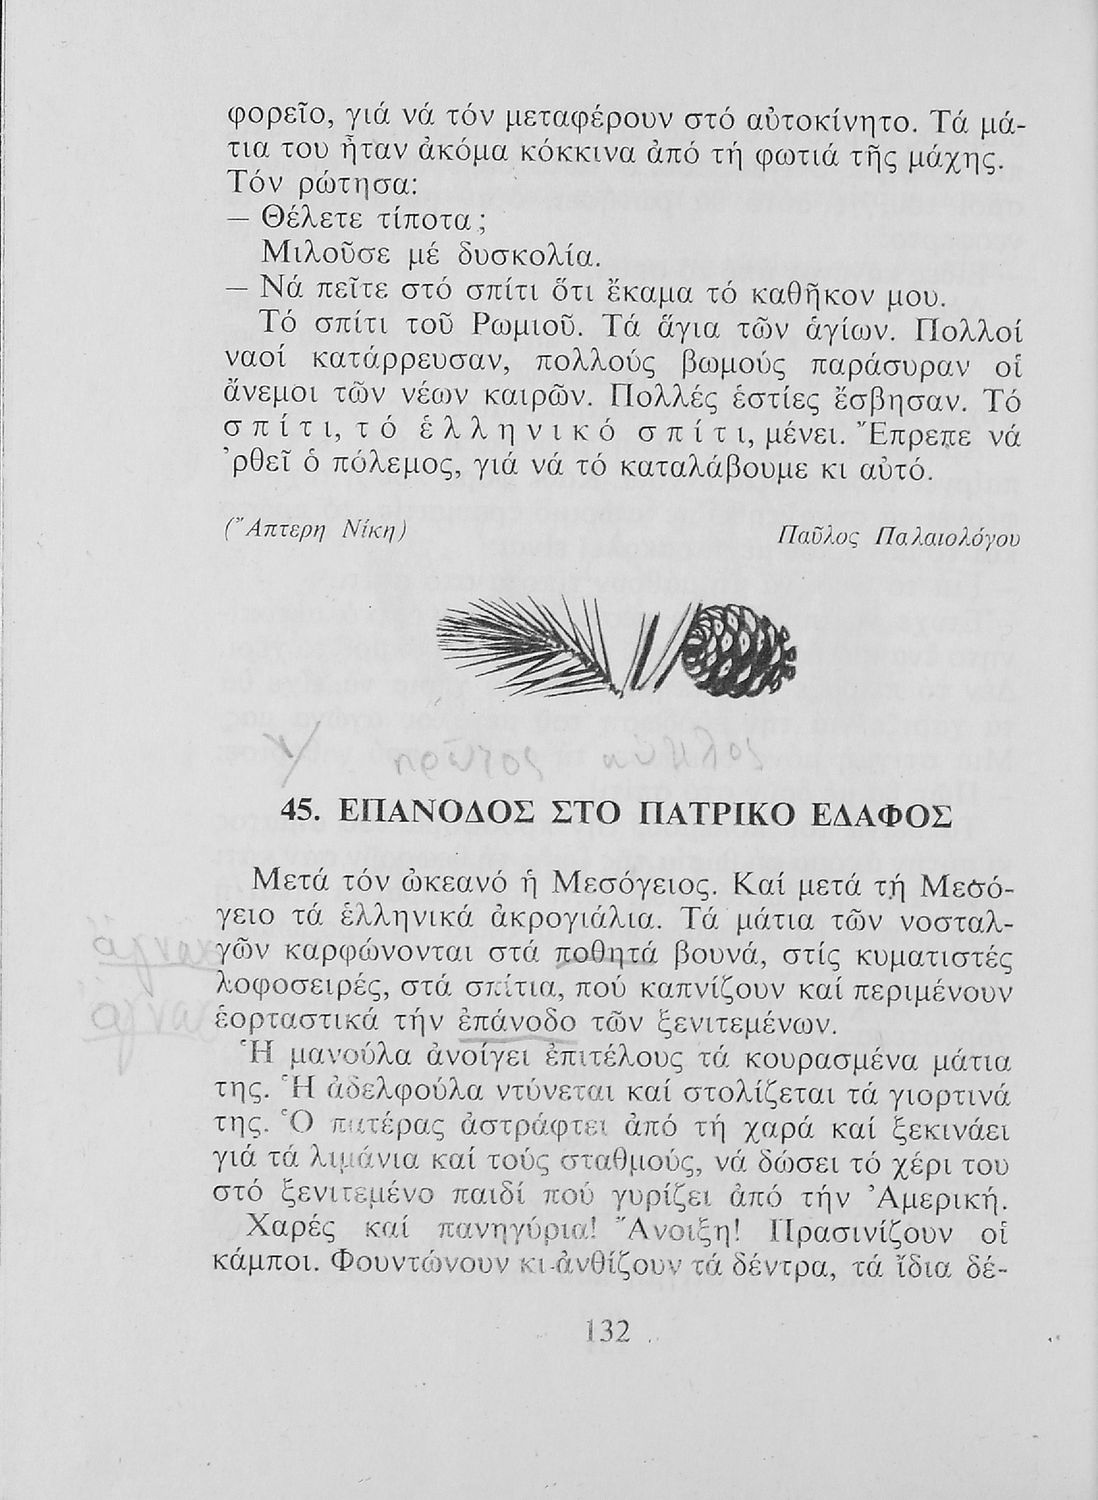 φορεῖο, γιά νά τόν μεταφέρουν στό αὐτοκίνητο. Τά μά-
τια του ἦταν ἀκόμα κόκκινα ἀπό τή φωτιά τῆς μάχης.
Τόν ρώτησα:
– Θέλετε τίποτα;
Μιλοῦσε μέ δυσκολία.
– Νά πεῖτε στό σπίτι ὅτι ἔκαμα τό καθῆκον μου.
Τό σπίτι τοῦ Ρωμιοῦ. Τά ἅγια τῶν ἁγίων. Πολλοί
ναοί κατάρρευσαν, πολλούς βωμούς παράσυραν οἱ
ἄνεμοι τῶν νέων καιρῶν. Πολλές ἑστίες ἔσβησαν. Τό
σπίτι, τό ἑλληνικό σπίτι, μένει. Ἔπρεπε νά
᾿ρθεῖ ὁ πόλεμος, γιά νά τό καταλάβουμε κι αὐτό.
(Ἄπτερη Νίκη) Παῦλος Παλαιολόγου
45. ΕΠΑΝΟΔΟΣ ΣΤΟ ΠΑΤΡΙΚΟ ΕΔΑΦΟΣ
Μετά τόν ὠκεανό ἡ Μεσόγειος. Καί μετά τή Μεσό-
γειο τά ἑλληνικά ἀκρογιάλια. Τά μάτια τῶν νοσταλ-
γῶν καρφώνονται στά ποθητά βουνά, στίς κυματιστές
λοφοσειρές, στά σπίτια, πού καπνίζουν καί περιμένουν
ἑορταστικά τήν ἐπάνοδο τῶν ξενιτεμένων.
Ἡ μανούλα ἀνοίγει ἐπιτέλους τά κουρασμένα μάτια
της. Ἡ ἀδελφούλα ντύνεται καί στολίζεται τά γιορτινά
της. Ὁ πατέρας ἀστράφτει ἀπό τή χαρά καί ξεκινάει
γιά τά λιμάνια καί τούς σταθμούς, νά δώσει τό χέρι του
στό ξενιτεμένο παιδί πού γυρίζει ἀπό τήν Ἀμερική.
Χαρές καί πανηγύρια! Ἄνοιξη! Πρασινίζουν οἱ
κάμποι. Φουντώνουν κι ἀνθίζουν τά δέντρα, τά ἴδια δέ-
132